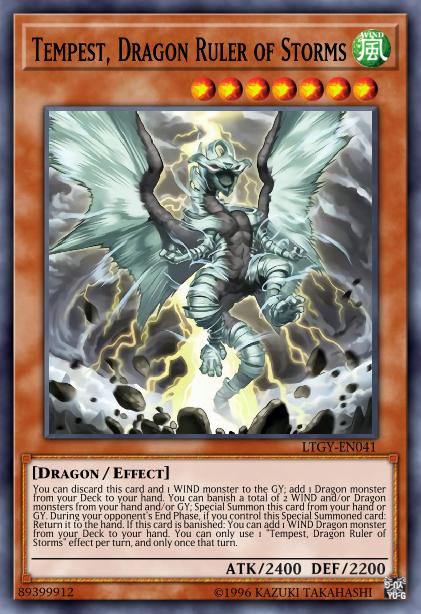 TEMPEST, DRAGON RULER OF STORMS
WIND
風
LTGY-EN041
[DRAGON / EFFECT]
You can discard this card and 1 WIND monster to the GY; add 1 Dragon monster
from your Deck to your hand. You can banish a total of 2 WIND and/or Dragon
monsters from your hand and/or GY; Special Summon this card from your hand or
GY. During your opponent's End Phase, if you control this Special Summoned card:
Return it to the hand. If this card is banished: You can add 1 WIND Dragon monster
from your Deck to your hand. You can only use 1 "Tempest, Dragon Ruler of
Storms" effect per turn, and only once that turn.
ATK/2400 DEF/2200
89399912 ©1996 KAZUKI TAKAHASHI